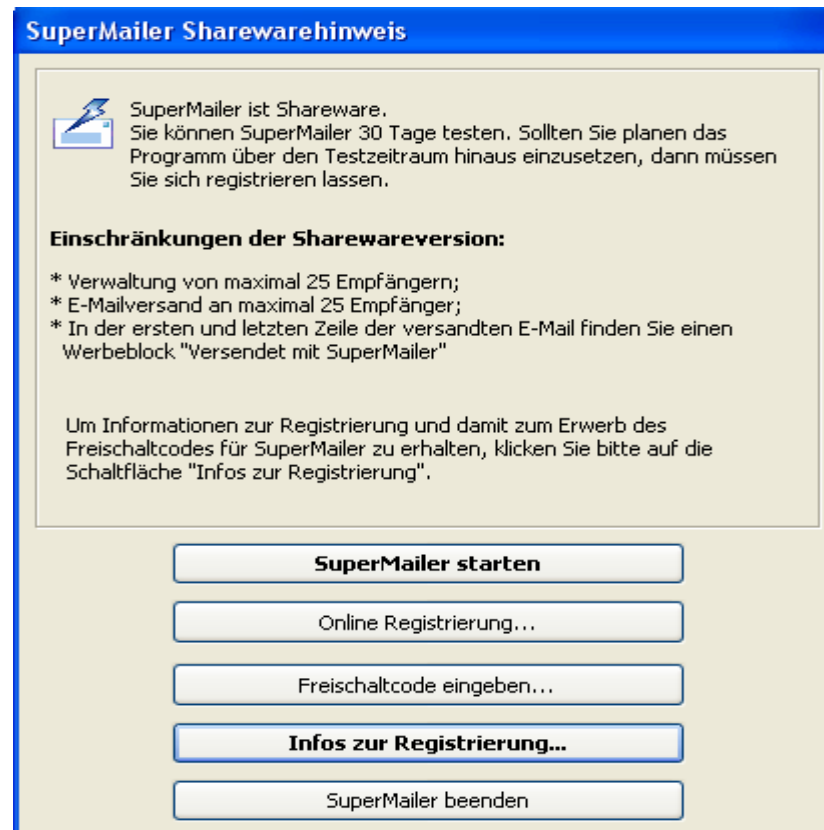 SuperMailer Sharewarehinweis
SuperMailer ist Shareware.
Sie können SuperMailer 30 Tage testen. Sollten Sie planen das
Programm über den Testzeitraum hinaus einzusetzen, dann müssen
Sie sich registrieren lassen.
Einschränkungen der Sharewareversion:
* Verwaltung von maximal 25 Empfängern;
* E-Mailversand an maximal 25 Empfänger;
* In der ersten und letzten Zeile der versandten E-Mail finden Sie einen
Werbeblock "Versendet mit SuperMailer"
Um Informationen zur Registrierung und damit zum Erwerb des
Freischaltcodes für SuperMailer zu erhalten, klicken Sie bitte auf die
Schaltfläche "Infos zur Registrierung".
SuperMailer starten
Online Registrierung...
Freischaltcode eingeben...
Infos zur Registrierung...
SuperMailer beenden